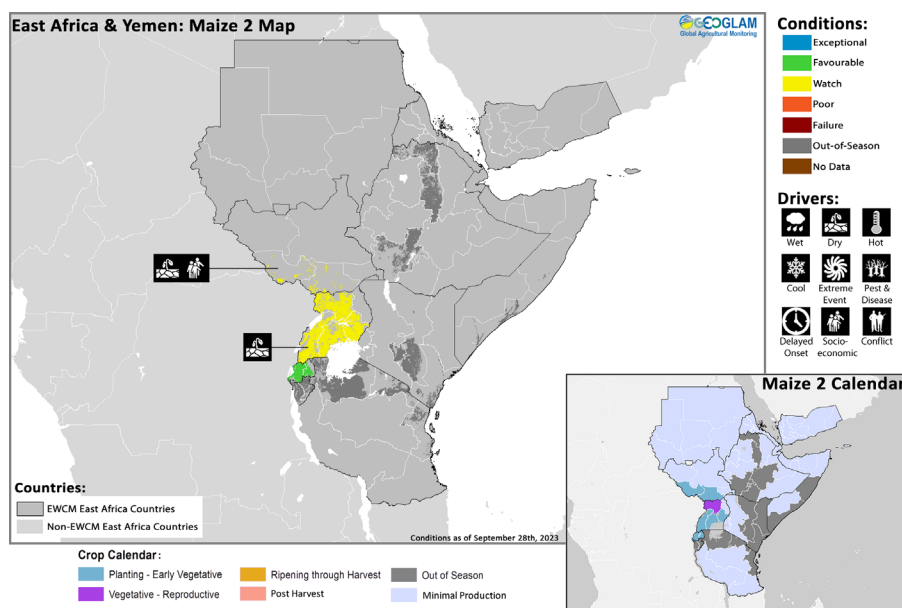 East Africa & Yemen: Maize 2 Map
GEOGLAM
Global Agricultural Monitoring
Conditions:
Exceptional
Favourable
Watch
Poor
Failure
Out-of-Season
No Data
Drivers:
Wet
Dry
Hot
Cool
Extreme
Event
Pest &
Disease
Delayed
Onset
Socio-
economic
Conflict
Maize 2 Calendar
Countries:
EWCM East Africa Countries
Non-EWCM East Africa Countries
Conditions as of September 28th, 2023
Crop Calendar:
Planting - Early Vegetative
Ripening through Harvest
Out of Season
Vegetative - Reproductive
Post Harvest
Minimal Production